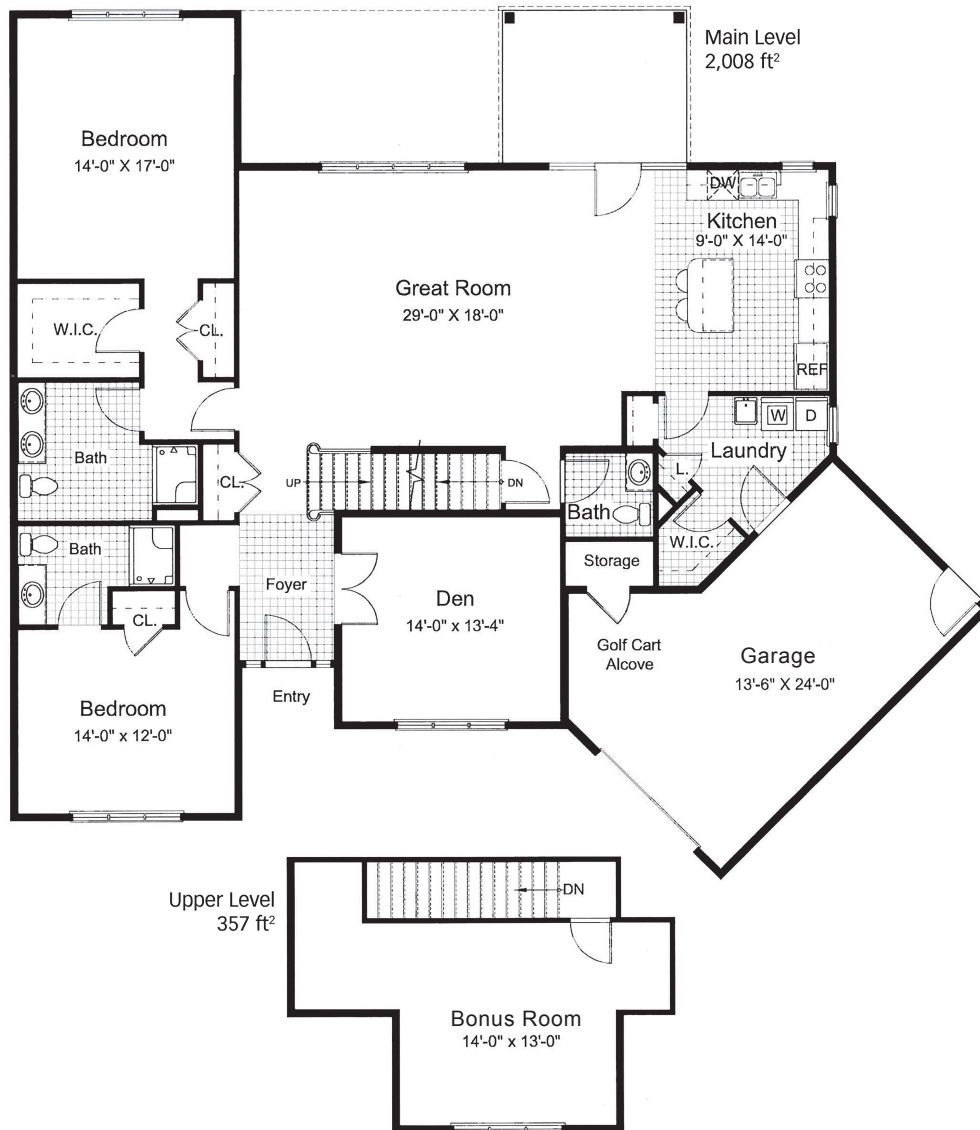 Main Level
2,008 ft²
Bedroom
14'-0" X 17'-0"
DW
Kitchen
9'-0" X 14'-0"
Great Room
29'-0" X 18'-0"
W.I.C.
CL.
REF
W
D
Bath
Laundry
CL.
UP
DN
L.
Bath
W.I.C.
Bath
Storage
Foyer
Den
14'-0" x 13'-4"
CL.
Golf Cart
Alcove
Garage
13'-6" X 24'-0"
Entry
Bedroom
14'-0" x 12'-0"
Upper Level
357 ft²
DN
Bonus Room
14'-0" x 13'-0"